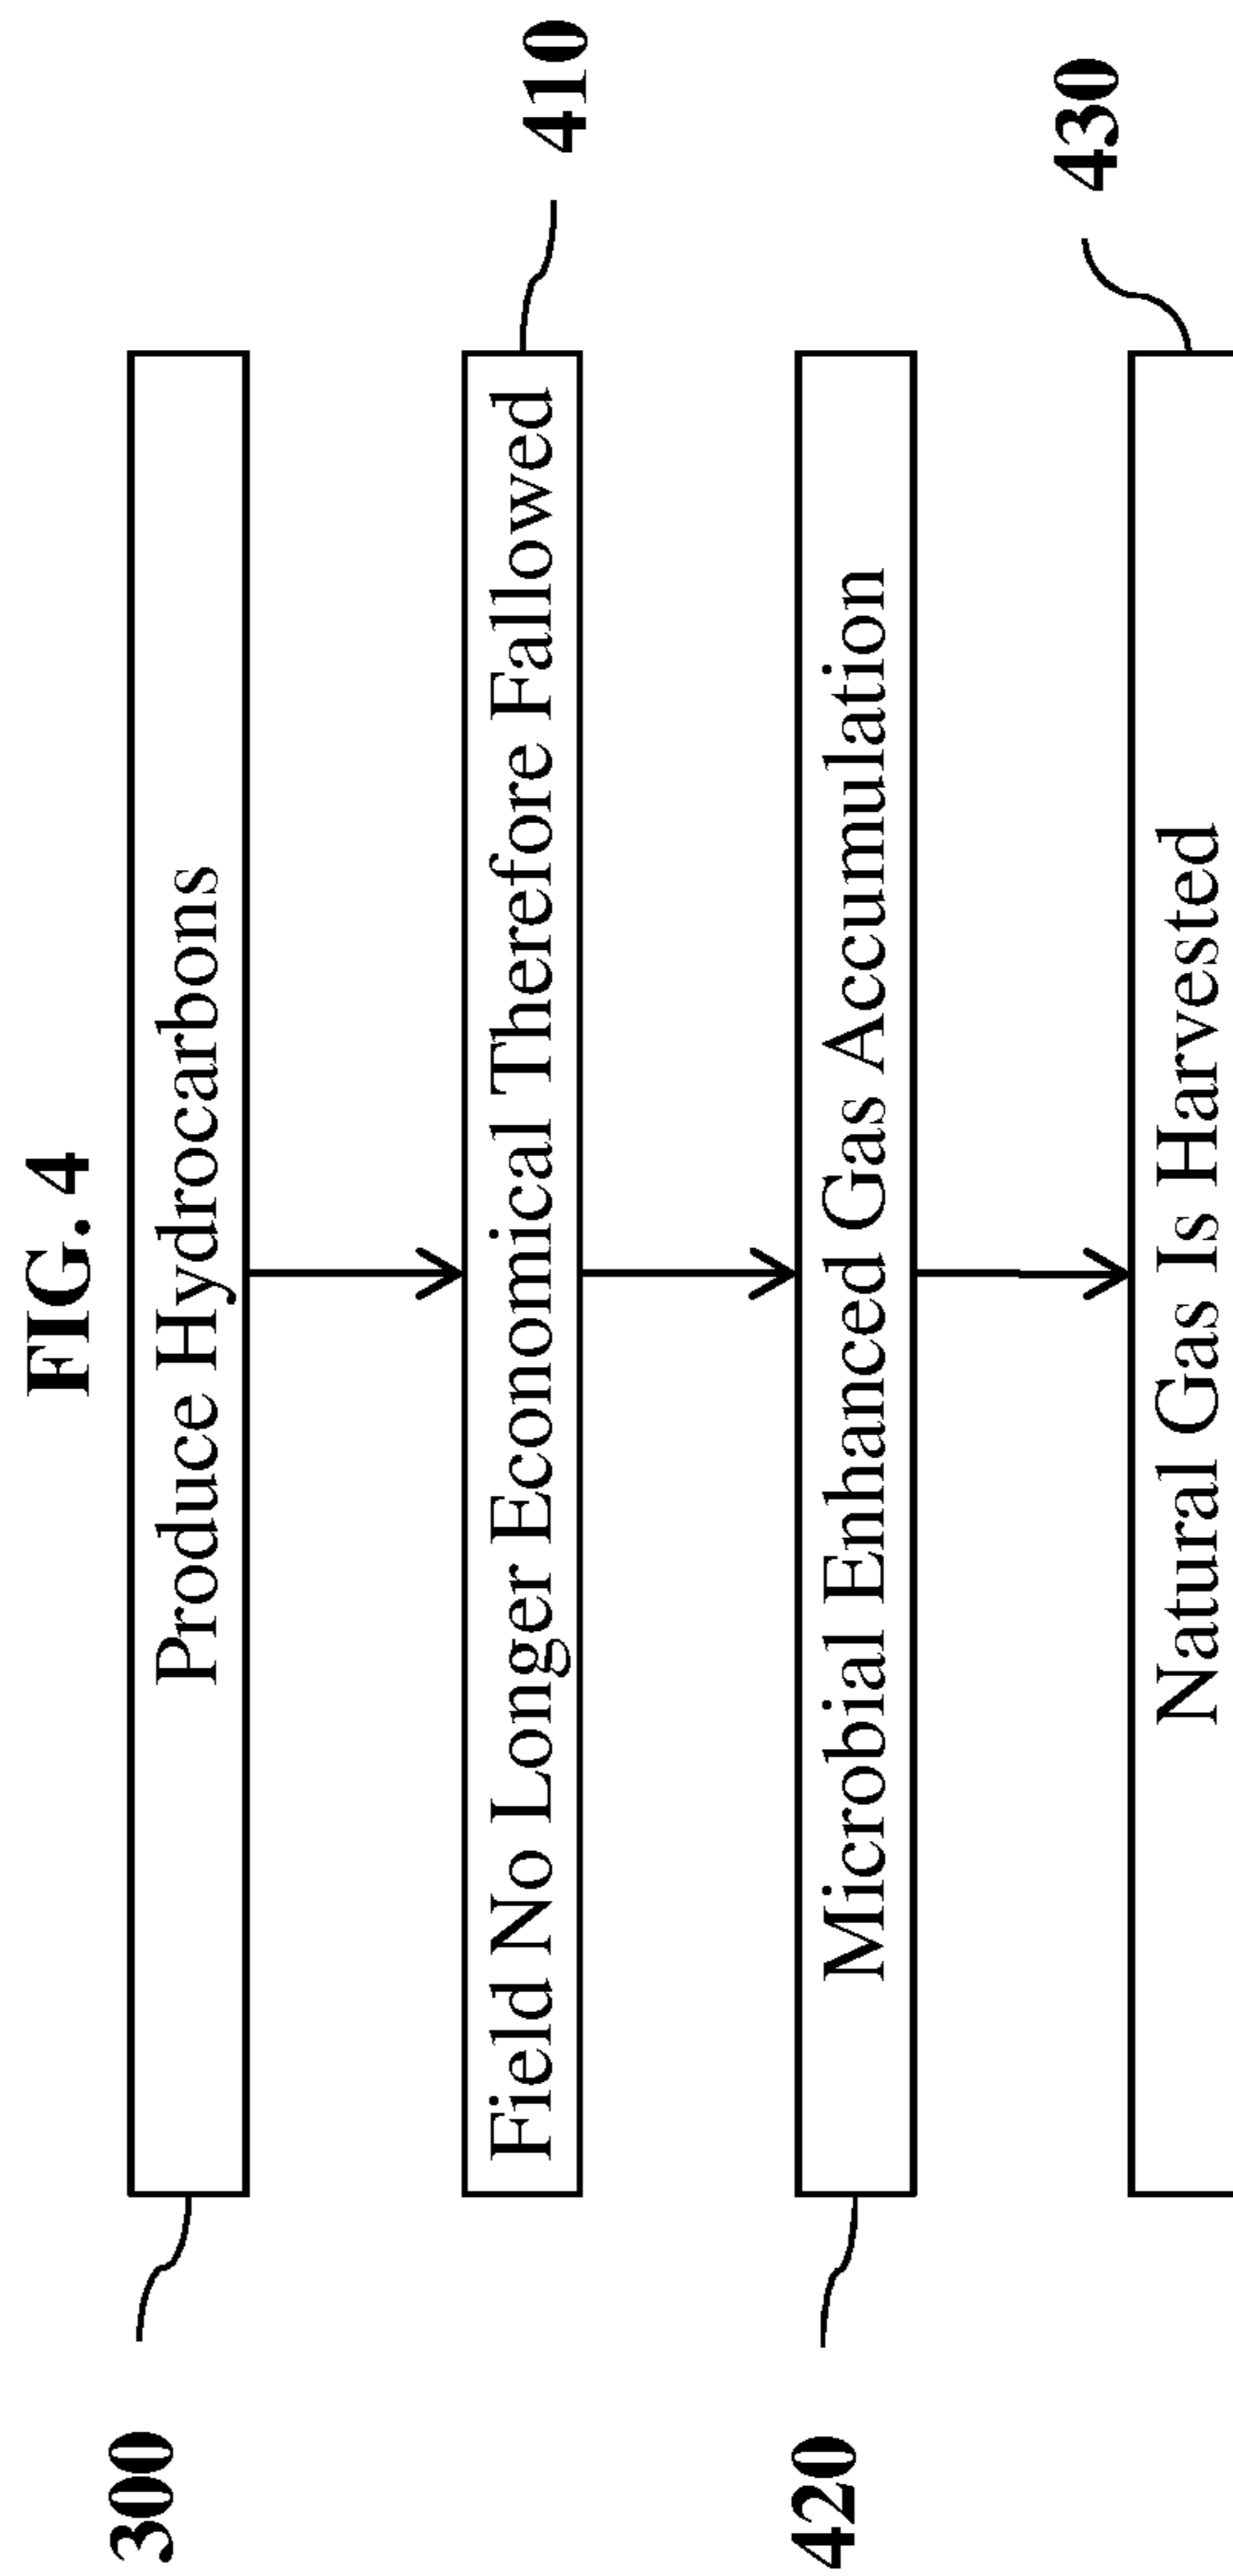 FIG. 4
300
Produce Hydrocarbons
Field No Longer Economical Therefore Fallowed
410
420
Microbial Enhanced Gas Accumulation
Natural Gas Is Harvested
430